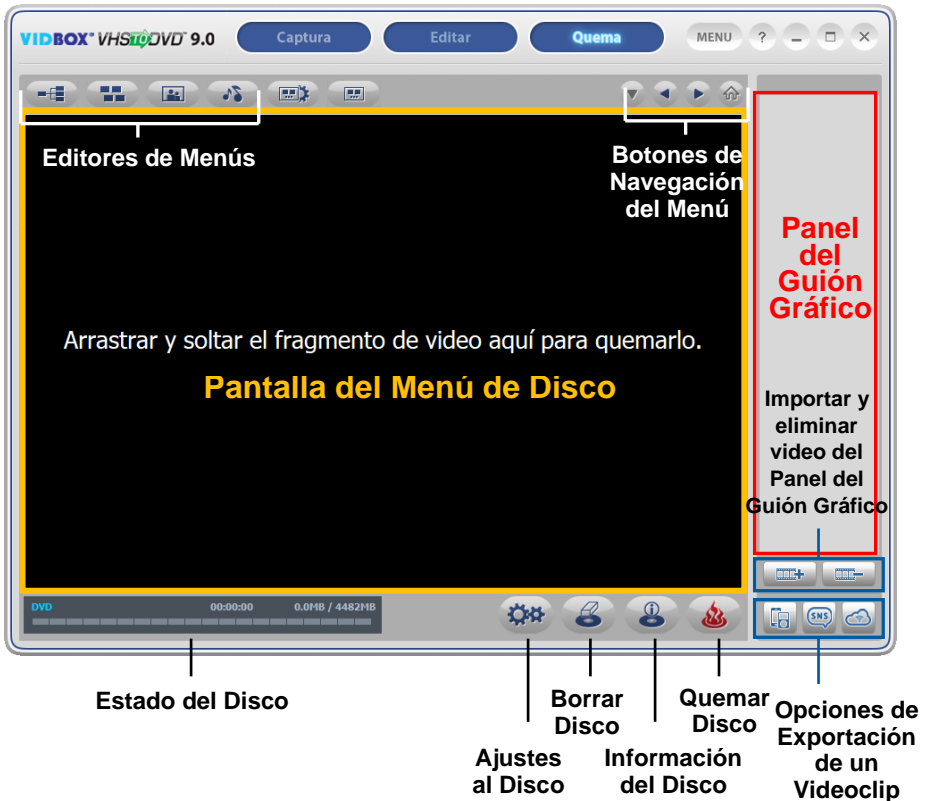 VIDBOX® VHSTODVD 9.0 Captura Editar Quema MENU ?
Editores de Menús
Botones de
Navegación
del Menú
Panel
del
Guión
Gráfico
Arrastrar y soltar el fragmento de video aquí para quemarlo.
Pantalla del Menú de Disco
Importar y
eliminar
video del
Panel del
Guión Gráfico
DVD 00:00:00 0.0MB / 4482MB
SNS
Estado del Disco
Ajustes
al Disco
Borrar
Disco
Información
del Disco
Quemar
Disco
Opciones de
Exportación
de un
Videoclip